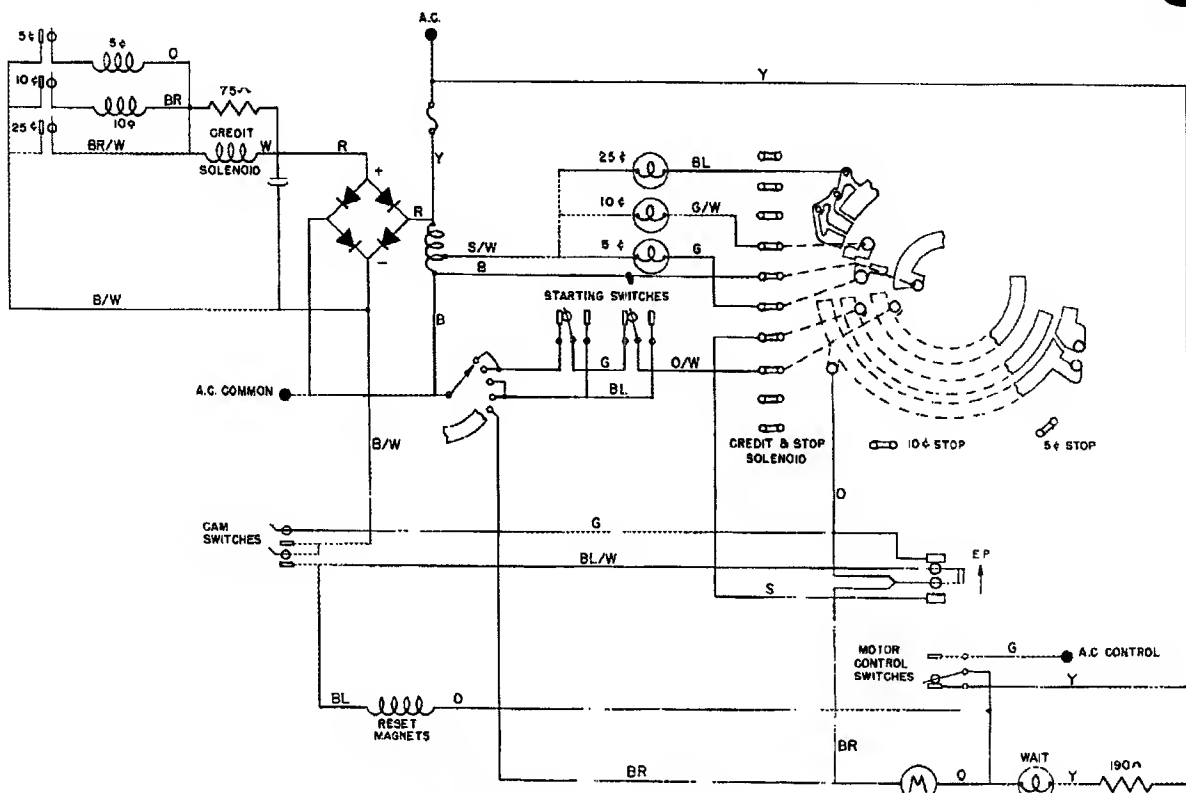 A.C.
5¢
5¢
O
Y
10¢
75∩
BR
10¢
25¢
CREDIT
BR/W
W
R
SOLENOID
Y
25¢
BL
+
10¢
G/W
R
S/W
5¢
G
B
−
STARTING SWITCHES
B/W
B
G
O/W
A.C. COMMON
BL
B/W
CREDIT & STOP
SOLENOID
10¢ STOP
5¢ STOP
O
CAM
SWITCHES
G
E P
BL/W
S
MOTOR
CONTROL
SWITCHES
G
A.C CONTROL
Y
BL
O
RESET
MAGNETS
BR
WAIT
190∩
BR
M
O
Y